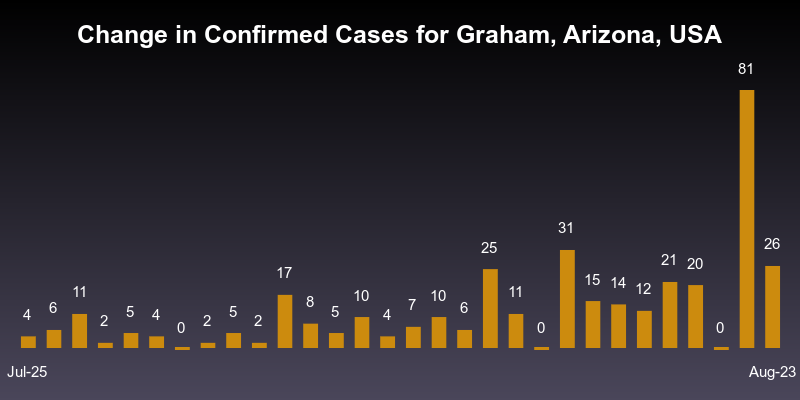 Change in Confirmed Cases for Graham, Arizona, USA
4 6 11 2 5 4 0 2 5 2 17 8 5 10 4 7 10 6 25 11 0 31 15 14 12 21 20 0 81 26
Jul-25 Aug-23